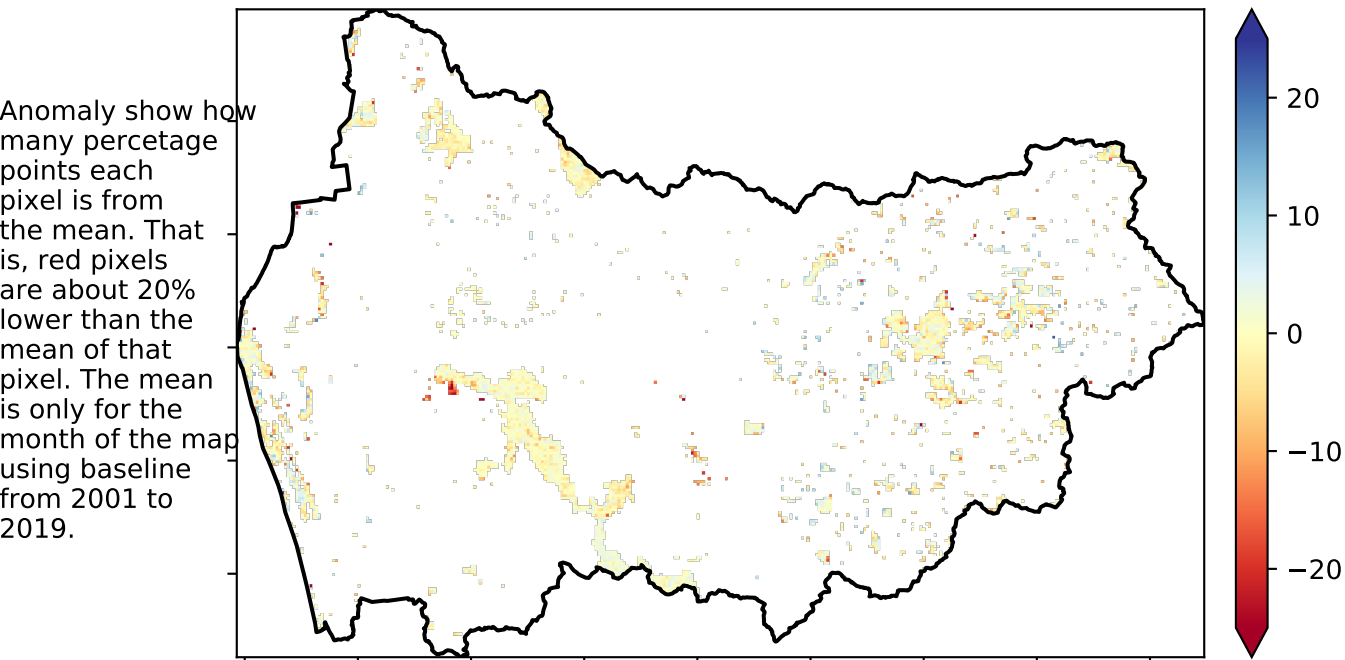 Anomaly show how
many percetage
points each
pixel is from
the mean. That
is, red pixels
are about 20%
lower than the
mean of that
pixel. The mean
is only for the
month of the map
using baseline
from 2001 to
2019.
20
10
0
−10
−20